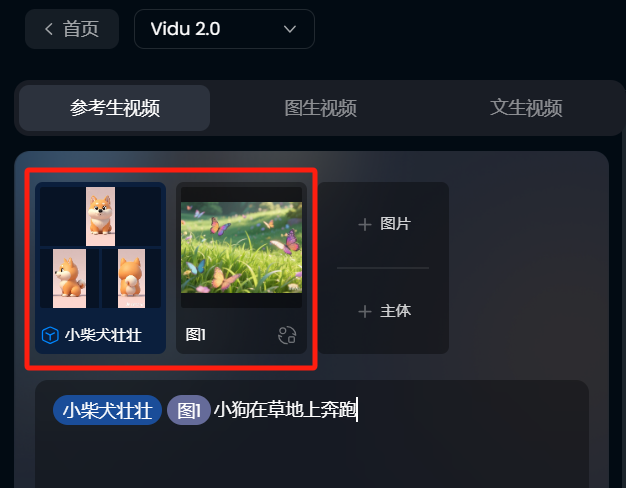 首页
Vidu 2.0
参考生视频
图生视频
文生视频
小柴犬壮壮
图1
图片
主体
小柴犬壮壮 图1 小狗在草地上奔跑